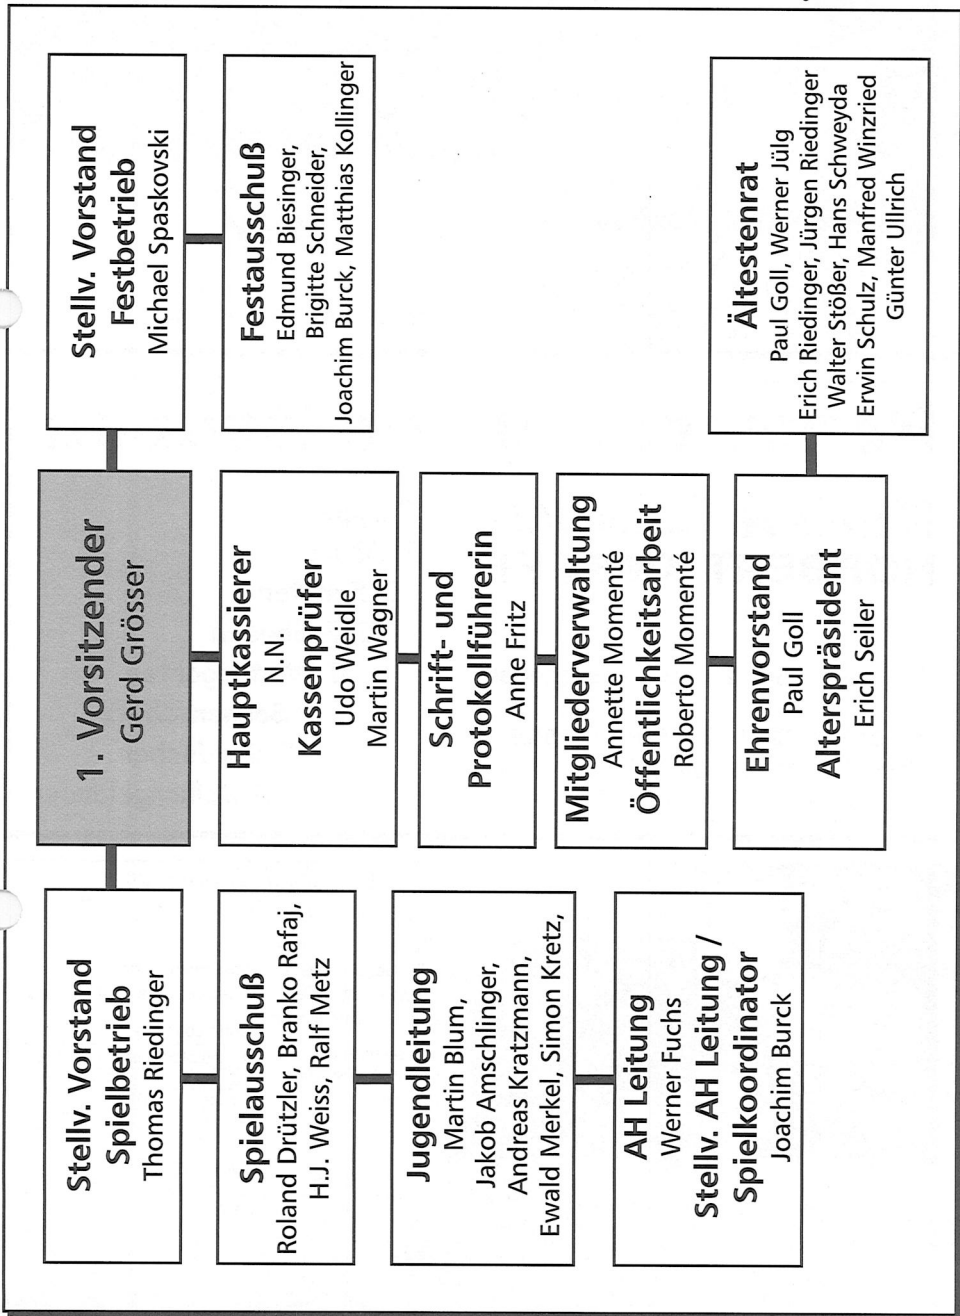 1. Vorsitzender
Gerd Grösser
Stellv. Vorstand
Spielbetrieb
Thomas Riedinger
Spielausschuß
Roland Drützler, Branko Rafaj,
H.J. Weiss, Ralf Metz
Jugendleitung
Martin Blum,
Jakob Amschlinger,
Andreas Kratzmann,
Ewald Merkel, Simon Kretz,
AH Leitung
Werner Fuchs
Stellv. AH Leitung /
Spielkoordinator
Joachim Burck
Hauptkassierer
N.N.
Kassenprüfer
Udo Weidle
Martin Wagner
Schrift- und
Protokollführerin
Anne Fritz
Mitgliederverwaltung
Annette Momenté
Öffentlichkeitsarbeit
Roberto Momenté
Ehrenvorstand
Paul Goll
Alterspräsident
Erich Seiler
Stellv. Vorstand
Festbetrieb
Michael Spaskovski
Festausschuß
Edmund Biesinger,
Brigitte Schneider,
Joachim Burck, Matthias Kollinger
Ältestenrat
Paul Goll, Werner Jülg
Erich Riedinger, Jürgen Riedinger
Walter Stößer, Hans Schweyda
Erwin Schulz, Manfred Winzried
Günter Ullrich